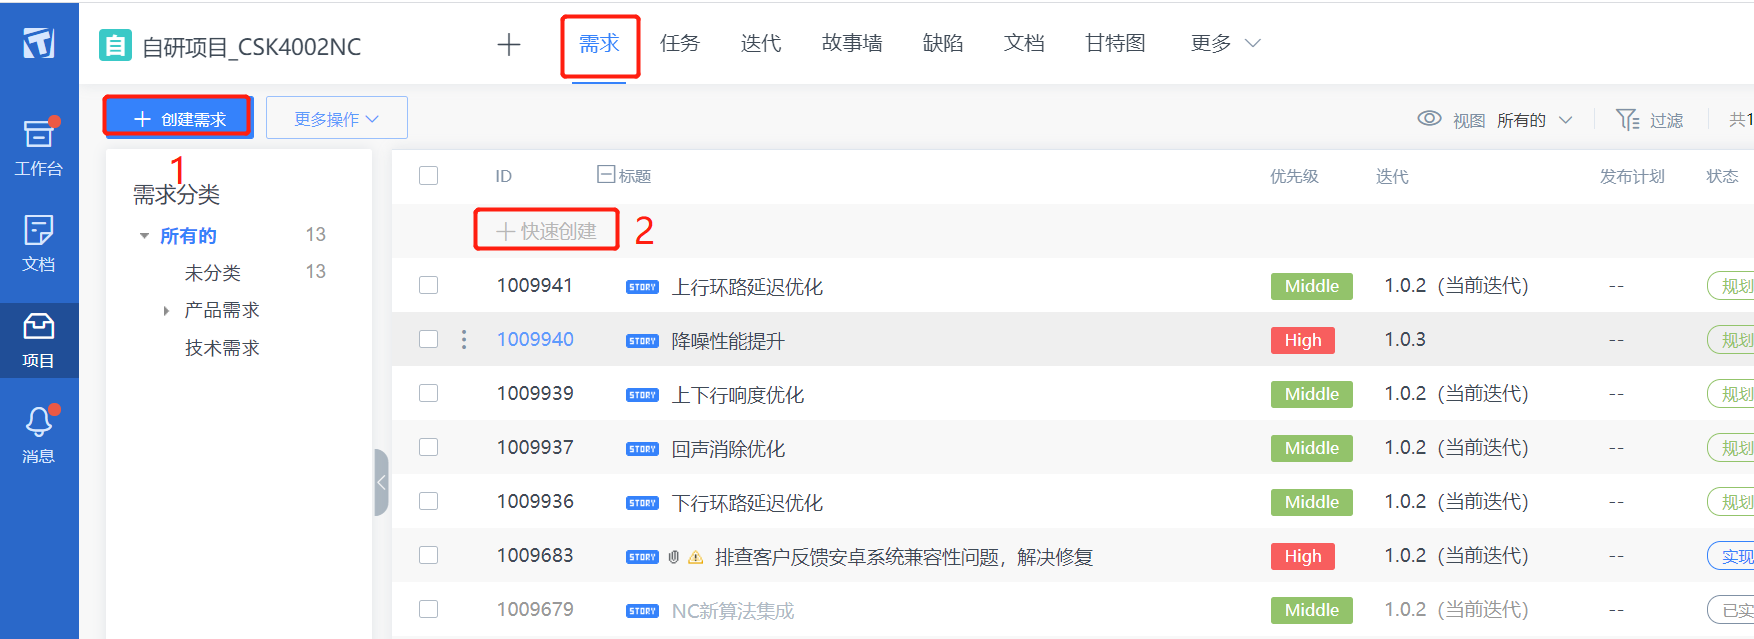 自 自研项目_CSK4002NC
需求 任务 迭代 故事墙 缺陷 文档 甘特图 更多
工作台
文档
项目
消息
创建需求 更多操作 视图 所有的 过滤 共1
1
需求分类
所有的 13
未分类 13
产品需求
技术需求
ID 标题 优先级 迭代 发布计划 状态
快速创建 2
1009941 STORY 上行环路延迟优化 Middle 1.0.2（当前迭代） -- 规划
1009940 STORY 降噪性能提升 High 1.0.3 -- 规划
1009939 STORY 上下行响度优化 Middle 1.0.2（当前迭代） -- 规划
1009937 STORY 回声消除优化 Middle 1.0.2（当前迭代） -- 规划
1009936 STORY 下行环路延迟优化 Middle 1.0.2（当前迭代） -- 规划
1009683 STORY 排查客户反馈安卓系统兼容性问题，解决修复 High 1.0.2（当前迭代） -- 实现
1009679 STORY NC新算法集成 Middle 1.0.2（当前迭代） -- 已实